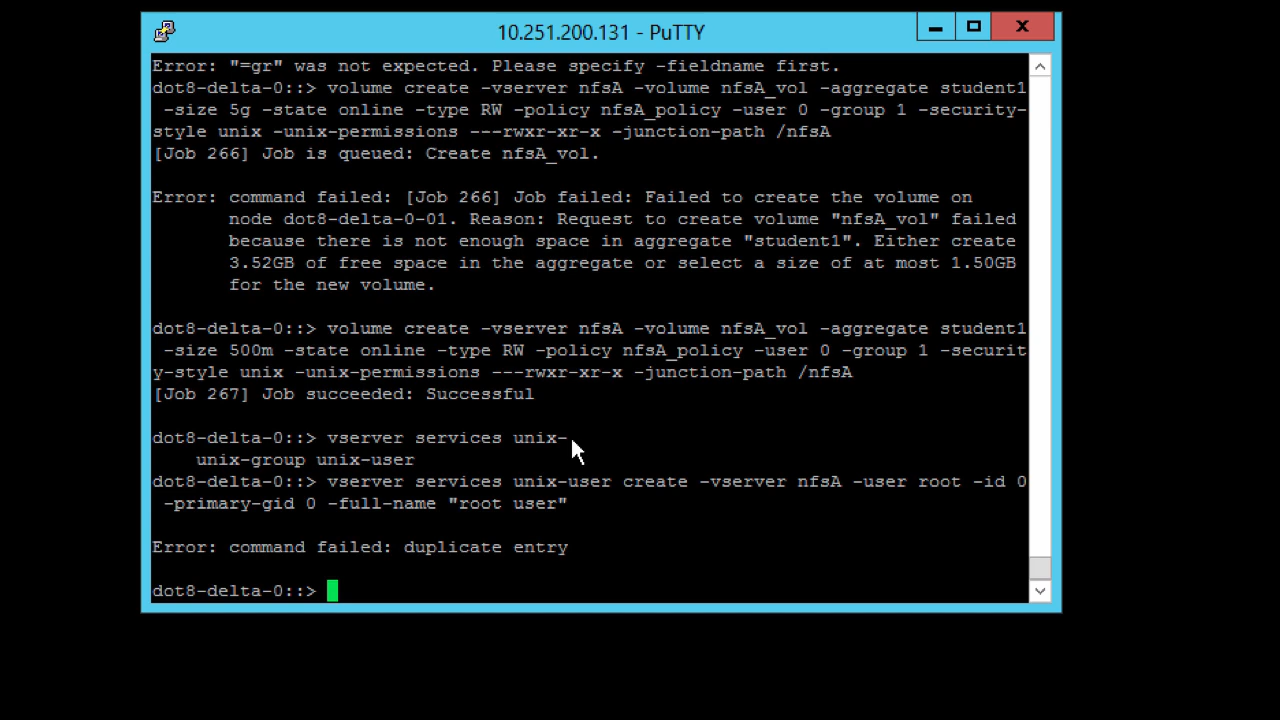 10.251.200.131 - PuTTY
Error: "=gr" was not expected. Please specify -fieldname first.
dot8-delta-0::> volume create -vserver nfsA -volume nfsA_vol -aggregate student1
 -size 5g -state online -type RW -policy nfsA_policy -user 0 -group 1 -security-
style unix -unix-permissions ---rwxr-xr-x -junction-path /nfsA
[Job 266] Job is queued: Create nfsA_vol.
Error: command failed: [Job 266] Job failed: Failed to create the volume on
node dot8-delta-0-01. Reason: Request to create volume "nfsA_vol" failed
because there is not enough space in aggregate "student1". Either create
3.52GB of free space in the aggregate or select a size of at most 1.50GB
for the new volume.
dot8-delta-0::> volume create -vserver nfsA -volume nfsA_vol -aggregate student1
 -size 500m -state online -type RW -policy nfsA_policy -user 0 -group 1 -securit
y-style unix -unix-permissions ---rwxr-xr-x -junction-path /nfsA
[Job 267] Job succeeded: Successful
dot8-delta-0::> vserver services unix-
unix-group unix-user
dot8-delta-0::> vserver services unix-user create -vserver nfsA -user root -id 0
 -primary-gid 0 -full-name "root user"
Error: command failed: duplicate entry
dot8-delta-0::>